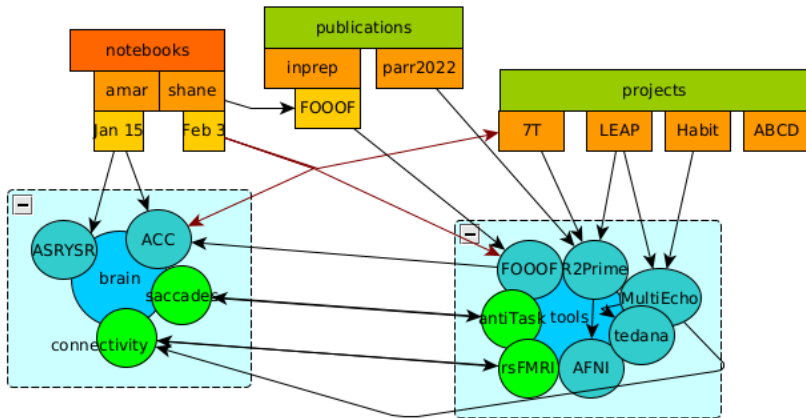 publications
notebooks
inprep parr2022
projects
amar shane
FOOOF
Jan 15 Feb 3
7T LEAP Habit ABCD
ACC
ASRYSR
brain
saccades
connectivity
FOOOF R2Prime
MultiEcho
antiTask tools
tedana
rsFMRI AFNI